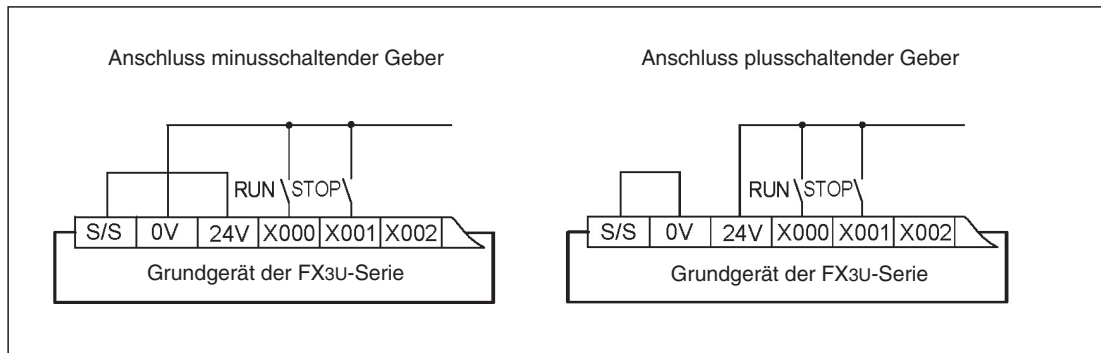 Anschluss minusschaltender Geber
Anschluss plusschaltender Geber
RUN STOP
S/S 0V 24V X000 X001 X002
Grundgerät der FX3U-Serie
RUN STOP
S/S 0V 24V X000 X001 X002
Grundgerät der FX3U-Serie